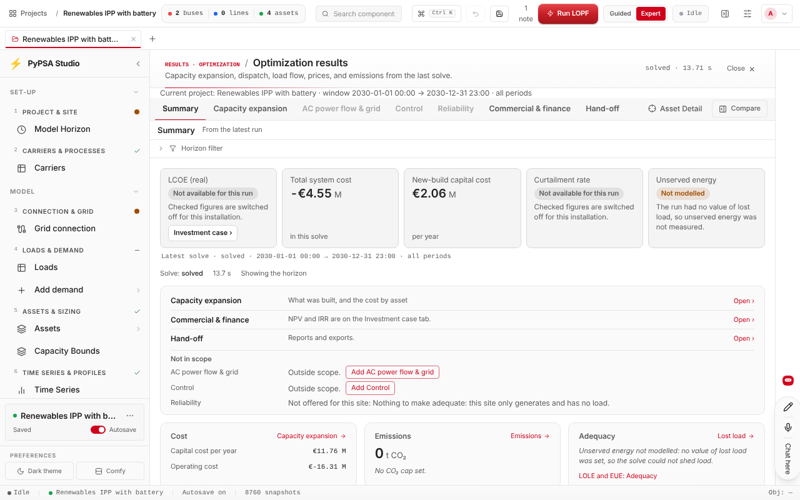 Projects / Renewables IPP with battery
2 buses 0 lines 4 assets
Search component
Ctrl K
1 note
Run LOPF
Guided Expert
Idle
A
Renewables IPP with batt... ×
+
PyPSA Studio
SET-UP
1 PROJECT & SITE
Model Horizon
2 CARRIERS & PROCESSES
Carriers
MODEL
3 CONNECTION & GRID
Grid connection
4 LOADS & DEMAND
Loads
Add demand
5 ASSETS & SIZING
Assets
Capacity Bounds
6 TIME SERIES & PROFILES
Time Series
Renewables IPP with b...
Saved Autosave
PREFERENCES
Dark theme Comfy
RESULTS · OPTIMIZATION / Optimization results
Capacity expansion, dispatch, load flow, prices, and emissions from the last solve.
solved · 13.71 s Close ×
Current project: Renewables IPP with battery · window 2030-01-01 00:00 → 2030-12-31 23:00 · all periods
Summary Capacity expansion AC power flow & grid Control Reliability Commercial & finance Hand-off Asset Detail Compare
Summary From the latest run
Horizon filter
LCOE (real)
Not available for this run
Checked figures are switched off for this installation.
Investment case ›
Total system cost
-€4.55 M
in this solve
New-build capital cost
€2.06 M
per year
Curtailment rate
Not available for this run
Checked figures are switched off for this installation.
Unserved energy
Not modelled
The run had no value of lost load, so unserved energy was not measured.
Latest solve · solved · 2030-01-01 00:00 → 2030-12-31 23:00 · all periods
Solve: solved 13.7 s Showing the horizon
Capacity expansion What was built, and the cost by asset Open ›
Commercial & finance NPV and IRR are on the Investment case tab. Open ›
Hand-off Reports and exports. Open ›
Not in scope
AC power flow & grid Outside scope. Add AC power flow & grid
Control Outside scope. Add Control
Reliability Not offered for this site: Nothing to make adequate: this site only generates and has no load.
Cost Capacity expansion →
Capital cost per year €11.76 M
Operating cost €-16.31 M
Emissions Emissions →
0 t CO₂
No CO₂ cap set.
Adequacy Lost load →
Unserved energy not modelled: no value of lost load was set, so the solve could not shed load.
LOLE and EUE: Adequacy
Chat here
Idle Renewables IPP with battery Autosave on 8760 snapshots Obj: —